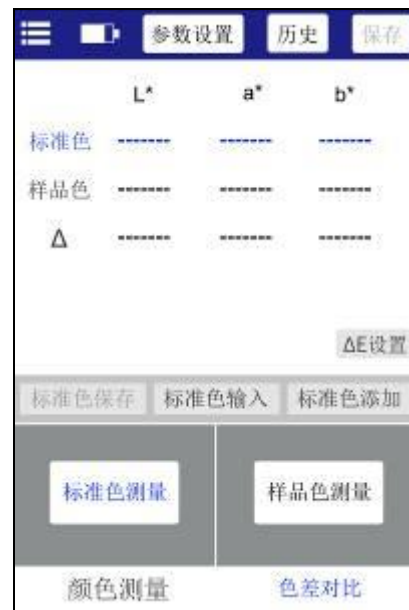 参数设置 历史 保存
L* a* b*
标准色 ------- ------- -------
样品色 ------- ------- -------
Δ ------- ------- -------
ΔE设置
标准色保存 标准色输入 标准色添加
标准色测量 样品色测量
颜色测量 色差对比